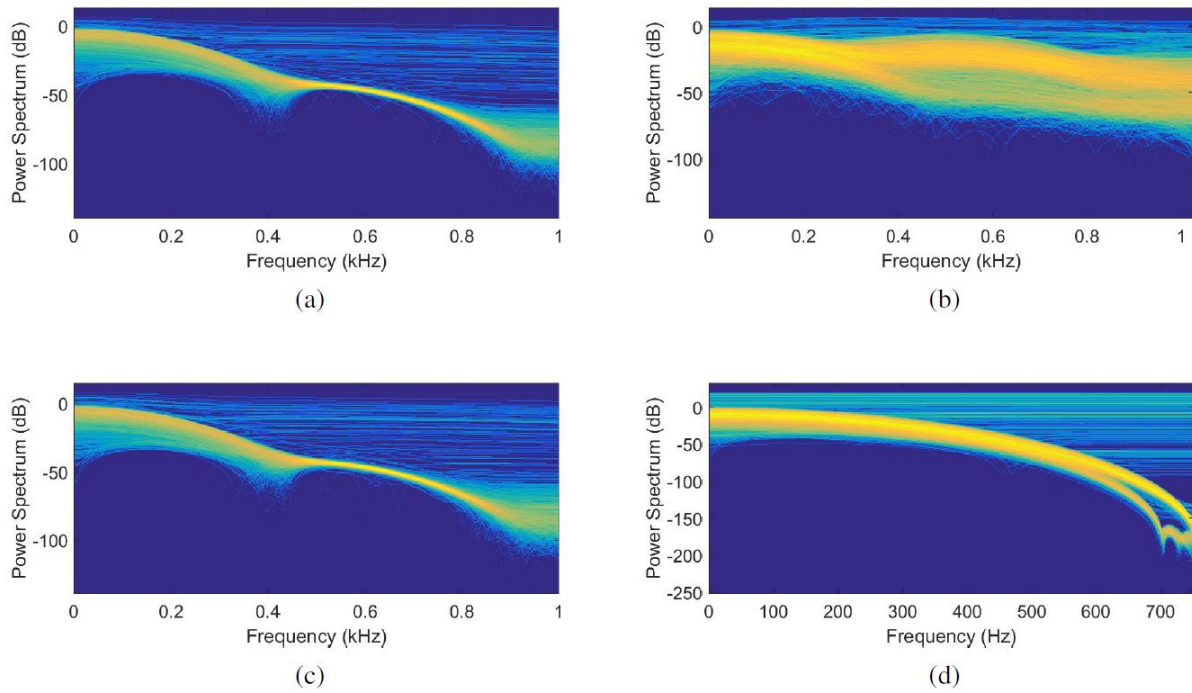 Power Spectrum (dB)
0
-50
-100
0 0.2 0.4 0.6 0.8 1
Frequency (kHz)
(a)
Power Spectrum (dB)
0
-50
-100
0 0.2 0.4 0.6 0.8 1
Frequency (kHz)
(b)
Power Spectrum (dB)
0
-50
-100
0 0.2 0.4 0.6 0.8 1
Frequency (kHz)
(c)
Power Spectrum (dB)
0
-50
-100
-150
-200
-250
0 100 200 300 400 500 600 700
Frequency (Hz)
(d)